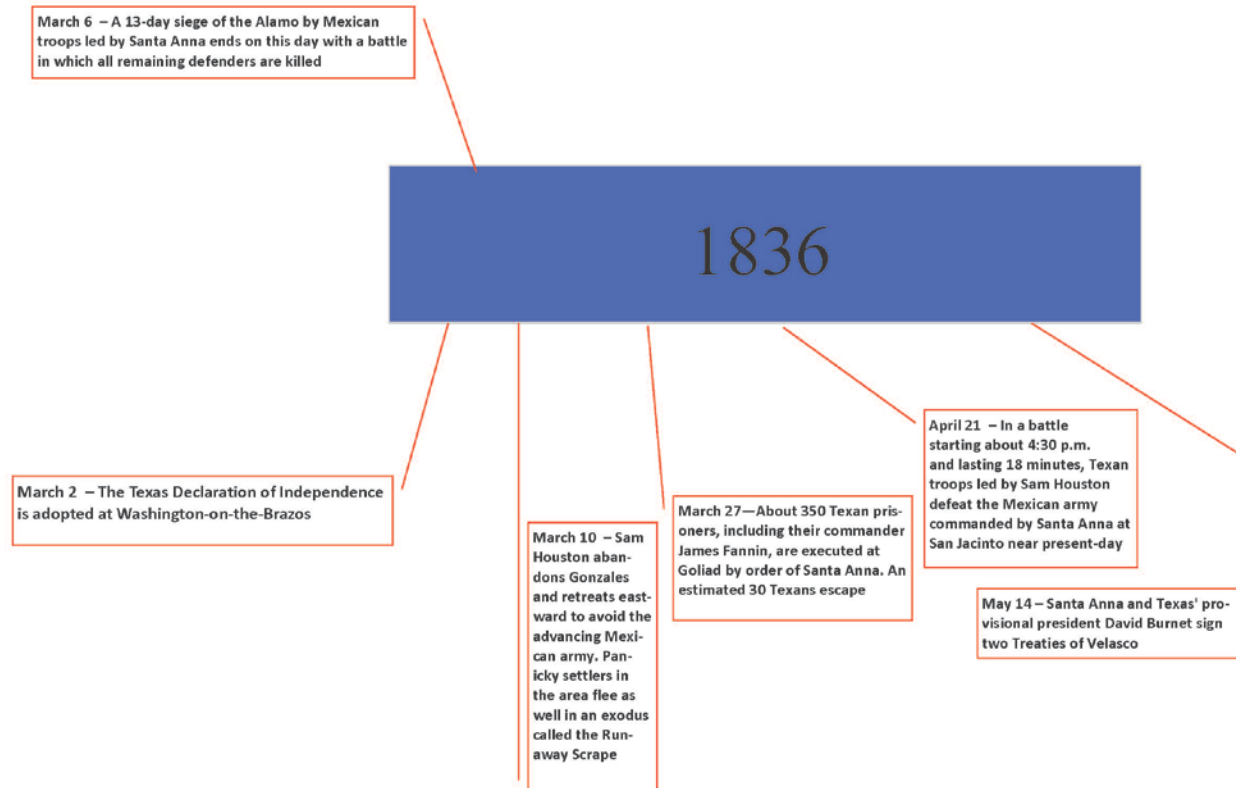 March 6 – A 13-day siege of the Alamo by Mexican
troops led by Santa Anna ends on this day with a battle
in which all remaining defenders are killed
1836
March 2 – The Texas Declaration of Independence
is adopted at Washington-on-the-Brazos
March 10 – Sam
Houston aban-
dons Gonzales
and retreats east-
ward to avoid the
advancing Mexi-
can army. Pan-
icky settlers in
the area flee as
well in an exodus
called the Run-
away Scrape
March 27—About 350 Texan pris-
oners, including their commander
James Fannin, are executed at
Goliad by order of Santa Anna. An
estimated 30 Texans escape
April 21 – In a battle
starting about 4:30 p.m.
and lasting 18 minutes, Texan
troops led by Sam Houston
defeat the Mexican army
commanded by Santa Anna at
San Jacinto near present-day
May 14 – Santa Anna and Texas' pro-
visional president David Burnet sign
two Treaties of Velasco